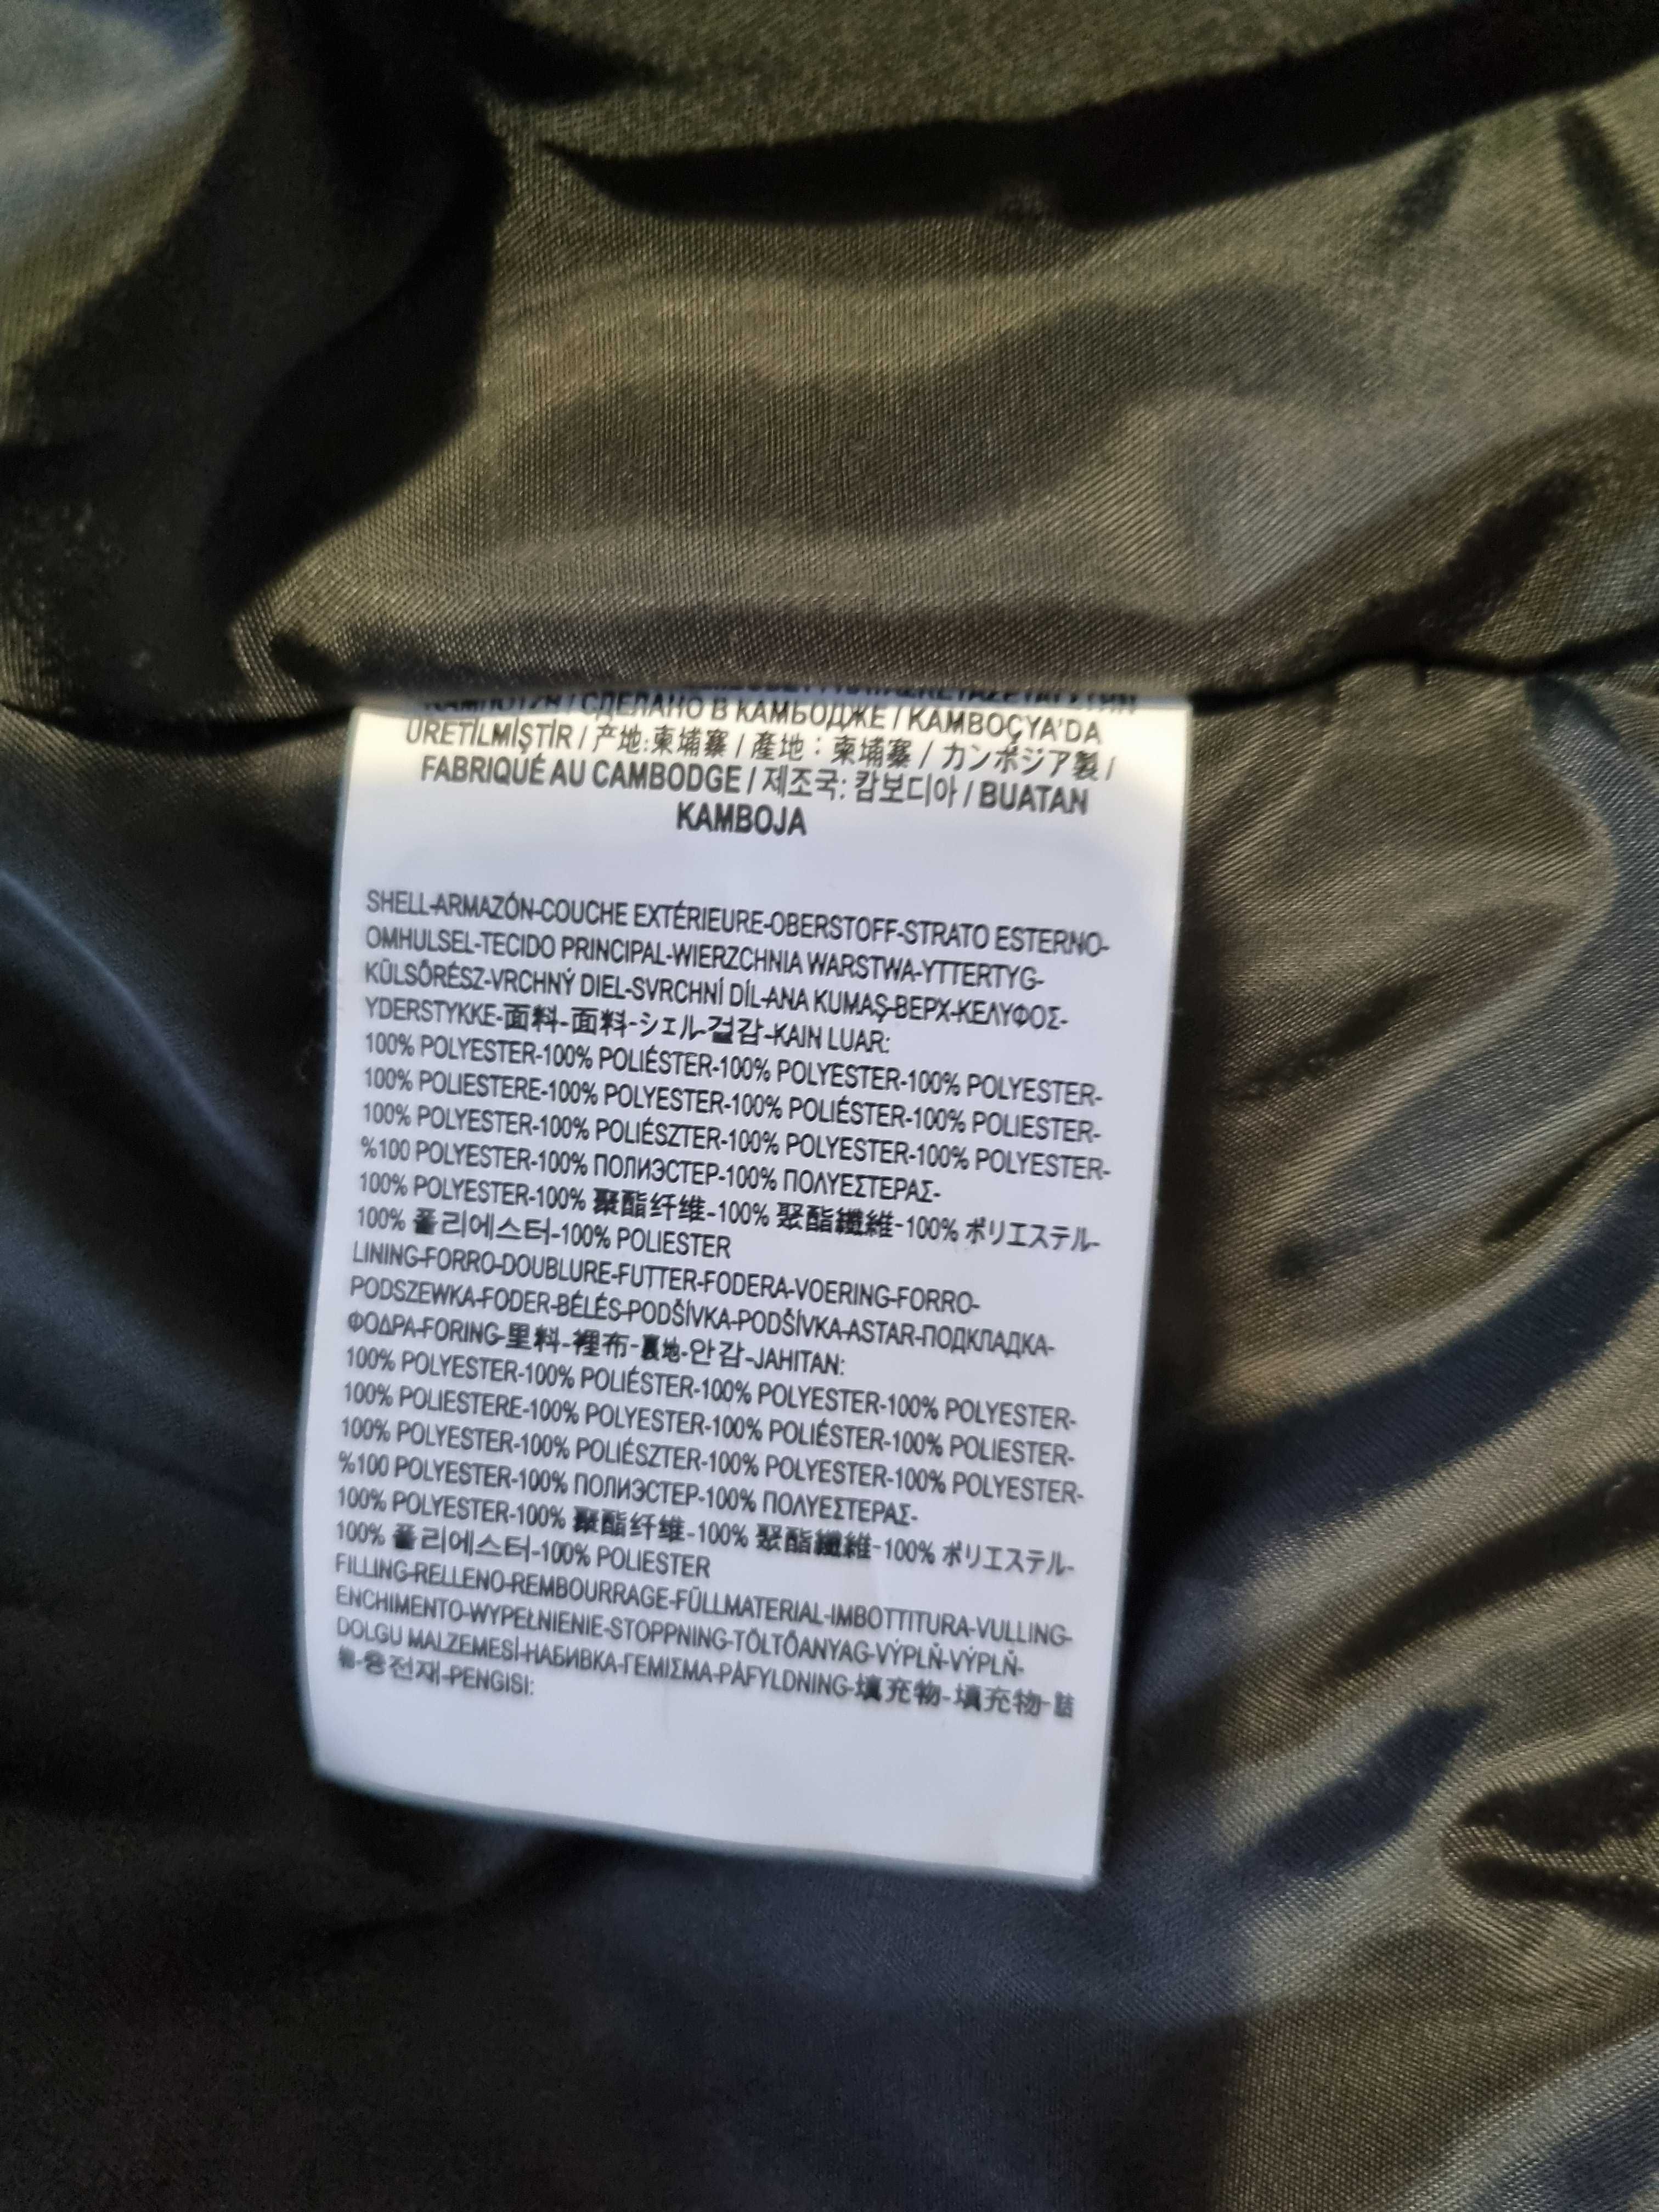 СДЕЛАНО В КАМБОДЖЕ / KAMBOÇYA'DA
ÜRETİLMİŞTİR / 产地:柬埔寨 / 產地：柬埔寨 / カンボジア製 /
FABRIQUÉ AU CAMBODGE / 제조국: 캄보디아 / BUATAN
KAMBOJA
SHELL-ARMAZÓN-COUCHE EXTÉRIEURE-OBERSTOFF-STRATO ESTERNO-
OMHULSEL-TECIDO PRINCIPAL-WIERZCHNIA WARSTWA-YTTERTYG-
KÜLSŐRÉSZ-VRCHNÝ DIEL-SVRCHNÍ DÍL-ANA KUMAŞ-ВЕРХ-ΚΕΛΥΦΟΣ-
YDERSTYKKE-面料-面料-シェル-겉감-KAIN LUAR:
100% POLYESTER-100% POLIÉSTER-100% POLYESTER-100% POLYESTER-
100% POLIESTERE-100% POLYESTER-100% POLIÉSTER-100% POLIESTER-
100% POLYESTER-100% POLIÉSZTER-100% POLYESTER-100% POLYESTER-
%100 POLYESTER-100% ПОЛИЭСТЕР-100% ΠΟΛΥΕΣΤΕΡΑΣ-
100% POLYESTER-100% 聚酯纤维-100% 聚酯纖維-100% ポリエステル-
100% 폴리에스터-100% POLIESTER
LINING-FORRO-DOUBLURE-FUTTER-FODERA-VOERING-FORRO-
PODSZEWKA-FODER-BÉLÉS-PODŠÍVKA-PODŠÍVKA-ASTAR-ПОДКЛАДКА-
ΦΟΔΡΑ-FORING-里料-裡布-裏地-안감-JAHITAN:
100% POLYESTER-100% POLIÉSTER-100% POLYESTER-100% POLYESTER-
100% POLIESTERE-100% POLYESTER-100% POLIÉSTER-100% POLIESTER-
100% POLYESTER-100% POLIÉSZTER-100% POLYESTER-100% POLYESTER-
%100 POLYESTER-100% ПОЛИЭСТЕР-100% ΠΟΛΥΕΣΤΕΡΑΣ-
100% POLYESTER-100% 聚酯纤维-100% 聚酯纖維-100% ポリエステル-
100% 폴리에스터-100% POLIESTER
FILLING-RELLENO-REMBOURRAGE-FÜLLMATERIAL-IMBOTTITURA-VULLING-
ENCHIMENTO-WYPEŁNIENIE-STOPPNING-TÖLTŐANYAG-VÝPLŇ-VÝPLŇ-
DOLGU MALZEMESİ-НАБИВКА-ΓΕΜΙΣΜΑ-PÅFYLDNING-填充物-填充物-詰
物-충전재-PENGISI: